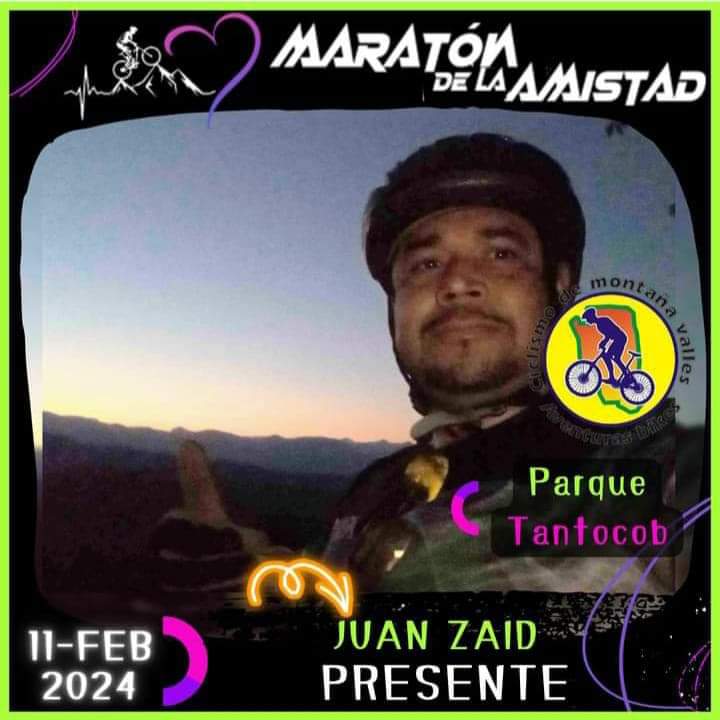 MARATÓN
DE LA AMISTAD
Ciclismo de montaña valles
Aventuras bikes
Parque
Tantocob
11-FEB
2024
JUAN ZAID
PRESENTE